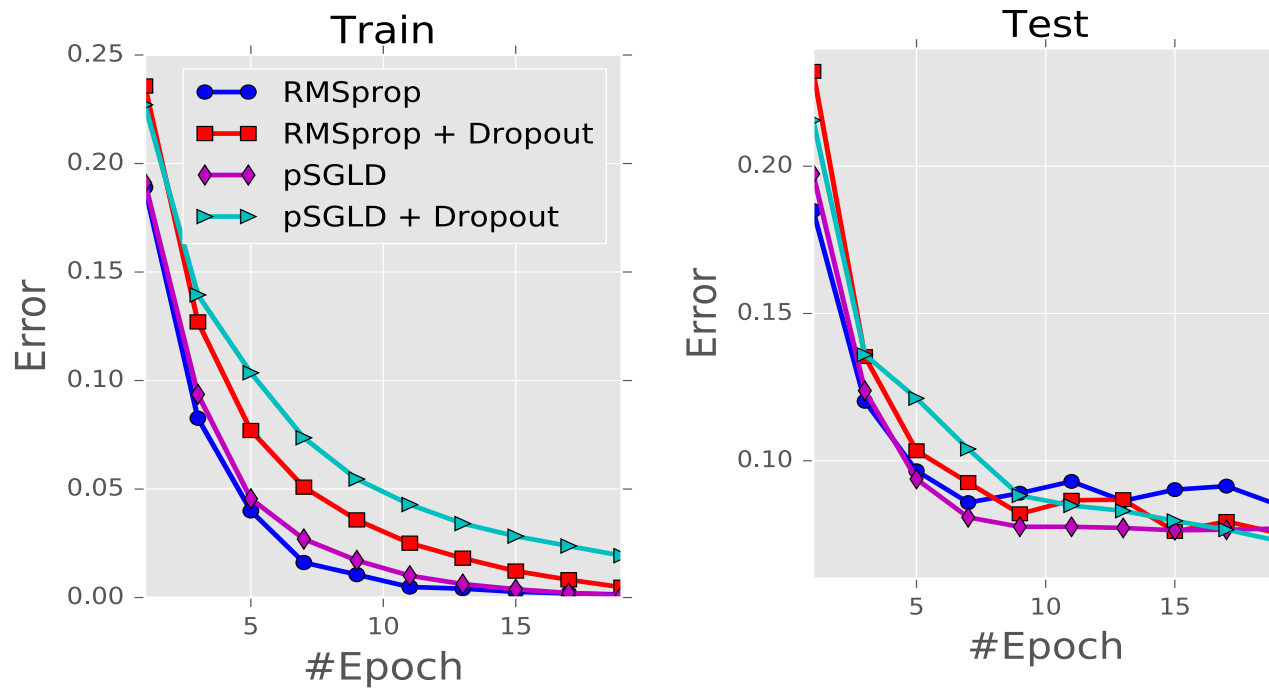 Train
0.25
0.20
0.15
0.10
0.05
0.00
Error
RMSprop
RMSprop + Dropout
pSGLD
pSGLD + Dropout
5
10
15
#Epoch
Test
0.20
0.15
0.10
Error
5
10
15
#Epoch